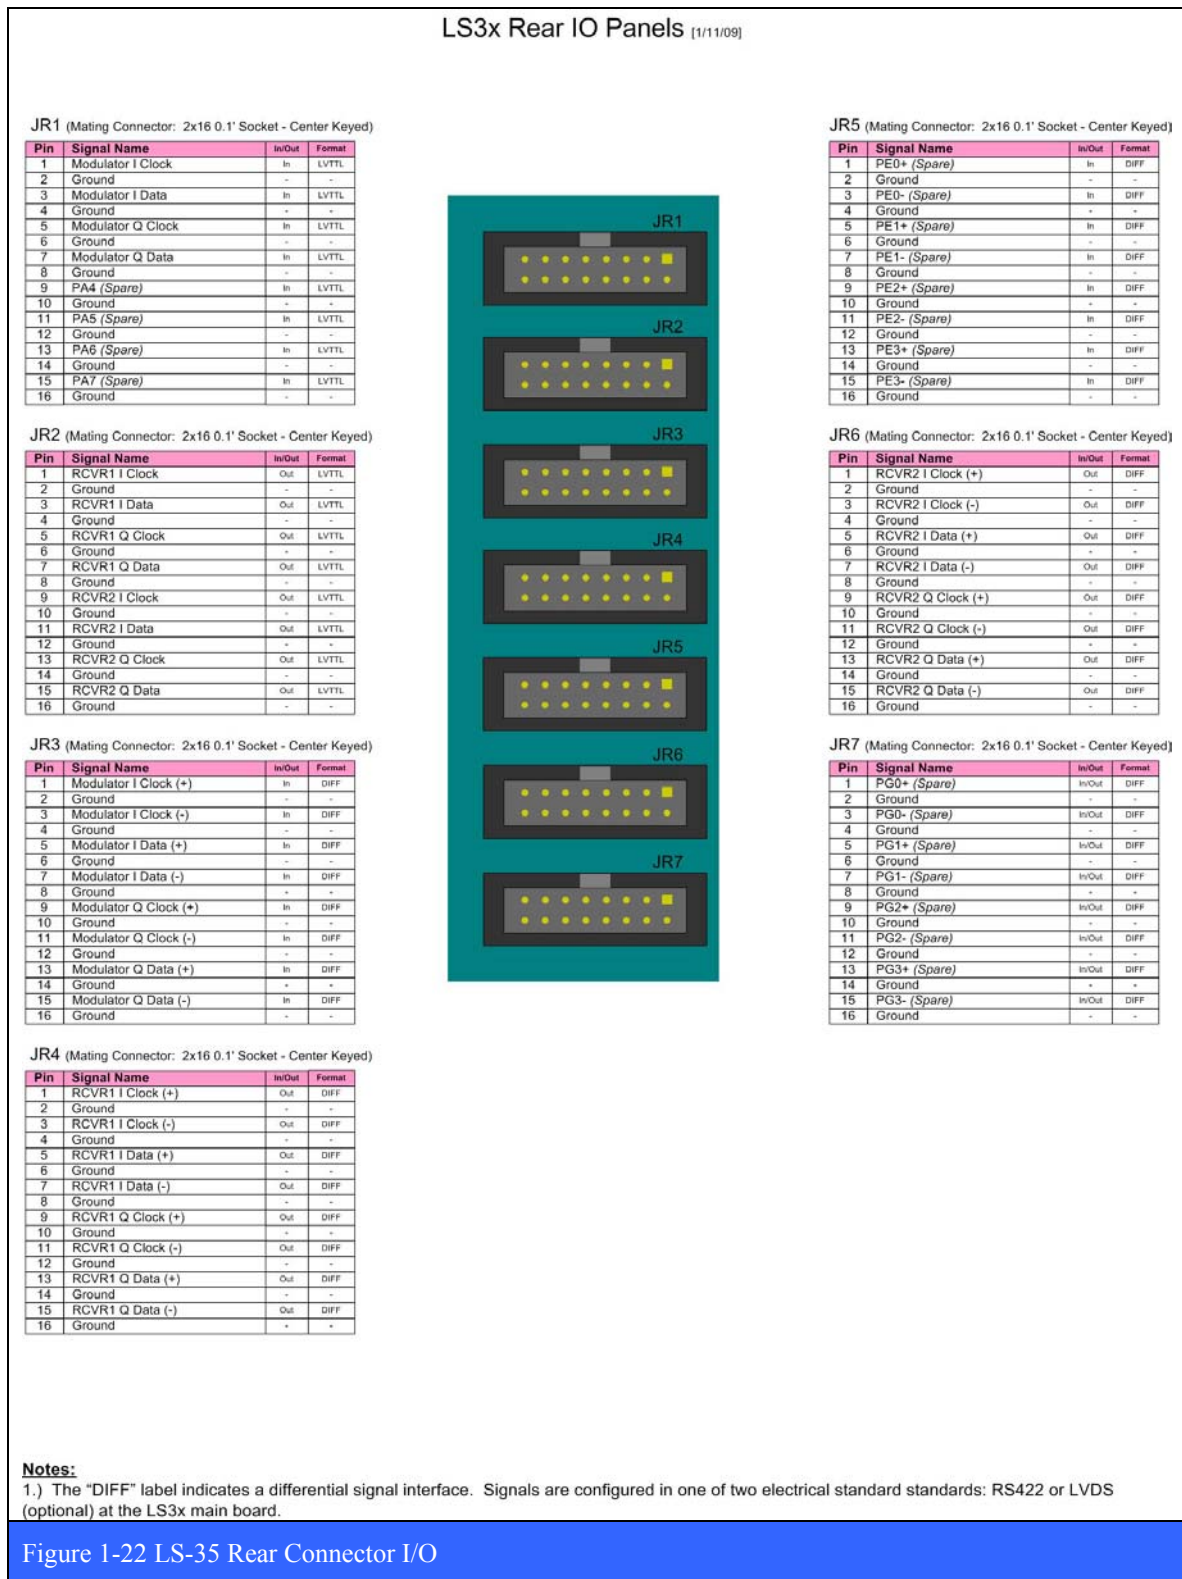 LS3x Rear IO Panels [1/11/09]
JR1 (Mating Connector: 2x16 0.1' Socket - Center Keyed)
Pin Signal Name In/Out Format
1 Modulator I Clock In LVTTL
2 Ground - -
3 Modulator I Data In LVTTL
4 Ground - -
5 Modulator Q Clock In LVTTL
6 Ground - -
7 Modulator Q Data In LVTTL
8 Ground - -
9 PA4 (Spare) In LVTTL
10 Ground - -
11 PA5 (Spare) In LVTTL
12 Ground - -
13 PA6 (Spare) In LVTTL
14 Ground - -
15 PA7 (Spare) In LVTTL
16 Ground - -
JR2 (Mating Connector: 2x16 0.1' Socket - Center Keyed)
Pin Signal Name In/Out Format
1 RCVR1 I Clock Out LVTTL
2 Ground - -
3 RCVR1 I Data Out LVTTL
4 Ground - -
5 RCVR1 Q Clock Out LVTTL
6 Ground - -
7 RCVR1 Q Data Out LVTTL
8 Ground - -
9 RCVR2 I Clock Out LVTTL
10 Ground - -
11 RCVR2 I Data Out LVTTL
12 Ground - -
13 RCVR2 Q Clock Out LVTTL
14 Ground - -
15 RCVR2 Q Data Out LVTTL
16 Ground - -
JR3 (Mating Connector: 2x16 0.1' Socket - Center Keyed)
Pin Signal Name In/Out Format
1 Modulator I Clock (+) In DIFF
2 Ground - -
3 Modulator I Clock (-) In DIFF
4 Ground - -
5 Modulator I Data (+) In DIFF
6 Ground - -
7 Modulator I Data (-) In DIFF
8 Ground - -
9 Modulator Q Clock (+) In DIFF
10 Ground - -
11 Modulator Q Clock (-) In DIFF
12 Ground - -
13 Modulator Q Data (+) In DIFF
14 Ground - -
15 Modulator Q Data (-) In DIFF
16 Ground - -
JR4 (Mating Connector: 2x16 0.1' Socket - Center Keyed)
Pin Signal Name In/Out Format
1 RCVR1 I Clock (+) Out DIFF
2 Ground - -
3 RCVR1 I Clock (-) Out DIFF
4 Ground - -
5 RCVR1 I Data (+) Out DIFF
6 Ground - -
7 RCVR1 I Data (-) Out DIFF
8 Ground - -
9 RCVR1 Q Clock (+) Out DIFF
10 Ground - -
11 RCVR1 Q Clock (-) Out DIFF
12 Ground - -
13 RCVR1 Q Data (+) Out DIFF
14 Ground - -
15 RCVR1 Q Data (-) Out DIFF
16 Ground - -
JR1
JR2
JR3
JR4
JR5
JR6
JR7
JR5 (Mating Connector: 2x16 0.1' Socket - Center Keyed)
Pin Signal Name In/Out Format
1 PE0+ (Spare) In DIFF
2 Ground - -
3 PE0- (Spare) In DIFF
4 Ground - -
5 PE1+ (Spare) In DIFF
6 Ground - -
7 PE1- (Spare) In DIFF
8 Ground - -
9 PE2+ (Spare) In DIFF
10 Ground - -
11 PE2- (Spare) In DIFF
12 Ground - -
13 PE3+ (Spare) In DIFF
14 Ground - -
15 PE3- (Spare) In DIFF
16 Ground - -
JR6 (Mating Connector: 2x16 0.1' Socket - Center Keyed)
Pin Signal Name In/Out Format
1 RCVR2 I Clock (+) Out DIFF
2 Ground - -
3 RCVR2 I Clock (-) Out DIFF
4 Ground - -
5 RCVR2 I Data (+) Out DIFF
6 Ground - -
7 RCVR2 I Data (-) Out DIFF
8 Ground - -
9 RCVR2 Q Clock (+) Out DIFF
10 Ground - -
11 RCVR2 Q Clock (-) Out DIFF
12 Ground - -
13 RCVR2 Q Data (+) Out DIFF
14 Ground - -
15 RCVR2 Q Data (-) Out DIFF
16 Ground - -
JR7 (Mating Connector: 2x16 0.1' Socket - Center Keyed)
Pin Signal Name In/Out Format
1 PG0+ (Spare) In/Out DIFF
2 Ground - -
3 PG0- (Spare) In/Out DIFF
4 Ground - -
5 PG1+ (Spare) In/Out DIFF
6 Ground - -
7 PG1- (Spare) In/Out DIFF
8 Ground - -
9 PG2+ (Spare) In/Out DIFF
10 Ground - -
11 PG2- (Spare) In/Out DIFF
12 Ground - -
13 PG3+ (Spare) In/Out DIFF
14 Ground - -
15 PG3- (Spare) In/Out DIFF
16 Ground - -
Notes:
1.) The "DIFF" label indicates a differential signal interface. Signals are configured in one of two electrical standard standards: RS422 or LVDS
(optional) at the LS3x main board.
Figure 1-22 LS-35 Rear Connector I/O